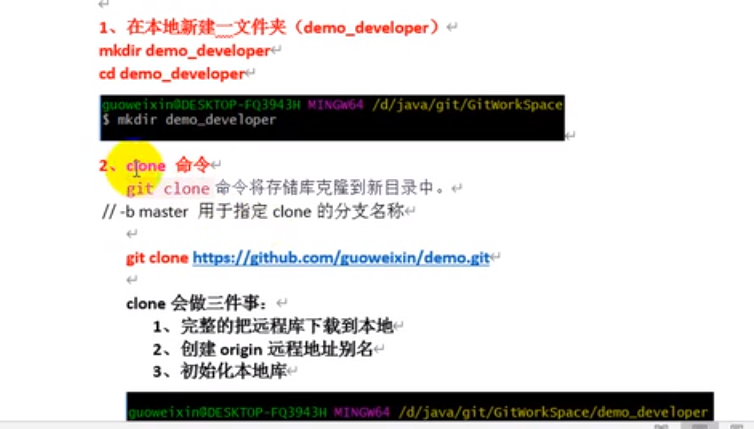 1、在本地新建一文件夹（demo_developer）
mkdir demo_developer
cd demo_developer
guoweixin@DESKTOP-FQ3943H MINGW64 /d/java/git/GitWorkSpace
$ mkdir demo_developer
2、clone 命令
git clone 命令将存储库克隆到新目录中。
// -b master 用于指定 clone 的分支名称
git clone https://github.com/guoweixin/demo.git
clone 会做三件事：
1、完整的把远程库下载到本地
2、创建 origin 远程地址别名
3、初始化本地库
guoweixin@DESKTOP-FQ3943H MINGW64 /d/java/git/GitWorkSpace/demo_developer